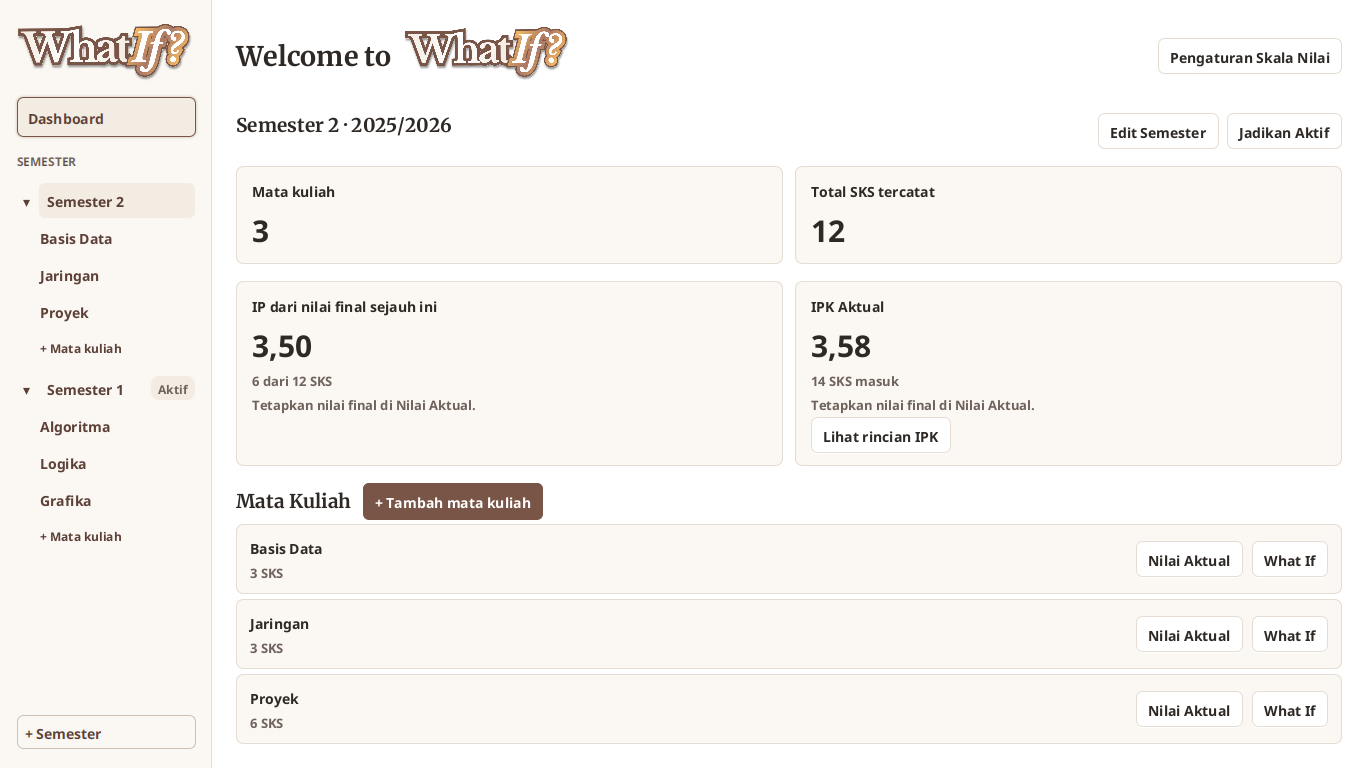 WhatIf?
Dashboard
SEMESTER
▼ Semester 2
Basis Data
Jaringan
Proyek
+ Mata kuliah
▼ Semester 1 Aktif
Algoritma
Logika
Grafika
+ Mata kuliah
+ Semester
Welcome to WhatIf?
Pengaturan Skala Nilai
Semester 2 · 2025/2026
Edit Semester
Jadikan Aktif
Mata kuliah
3
Total SKS tercatat
12
IP dari nilai final sejauh ini
3,50
6 dari 12 SKS
Tetapkan nilai final di Nilai Aktual.
IPK Aktual
3,58
14 SKS masuk
Tetapkan nilai final di Nilai Aktual.
Lihat rincian IPK
Mata Kuliah
+ Tambah mata kuliah
Basis Data
3 SKS
Nilai Aktual
What If
Jaringan
3 SKS
Nilai Aktual
What If
Proyek
6 SKS
Nilai Aktual
What If